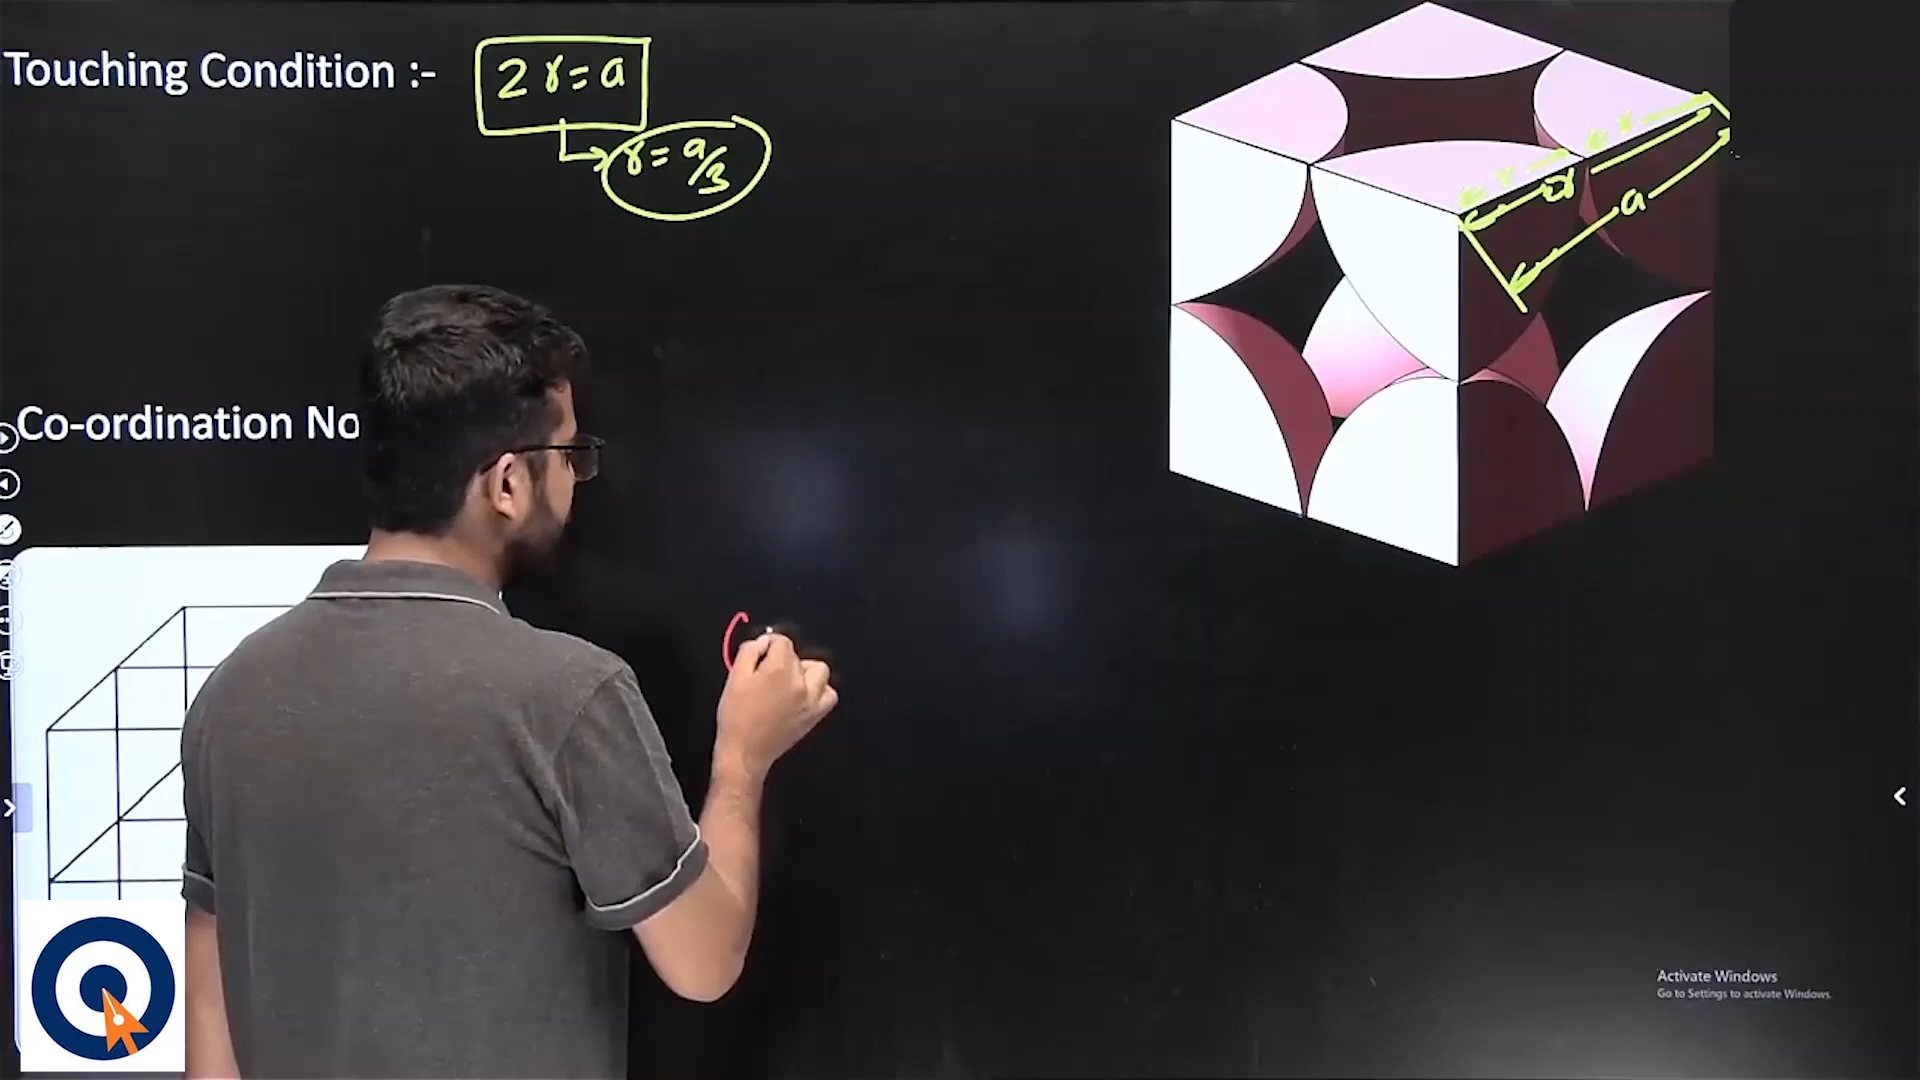 Touching Condition :-
2r = a
r = a/3
r
r
2r
a
Co-ordination No
Activate Windows
Go to Settings to activate Windows.